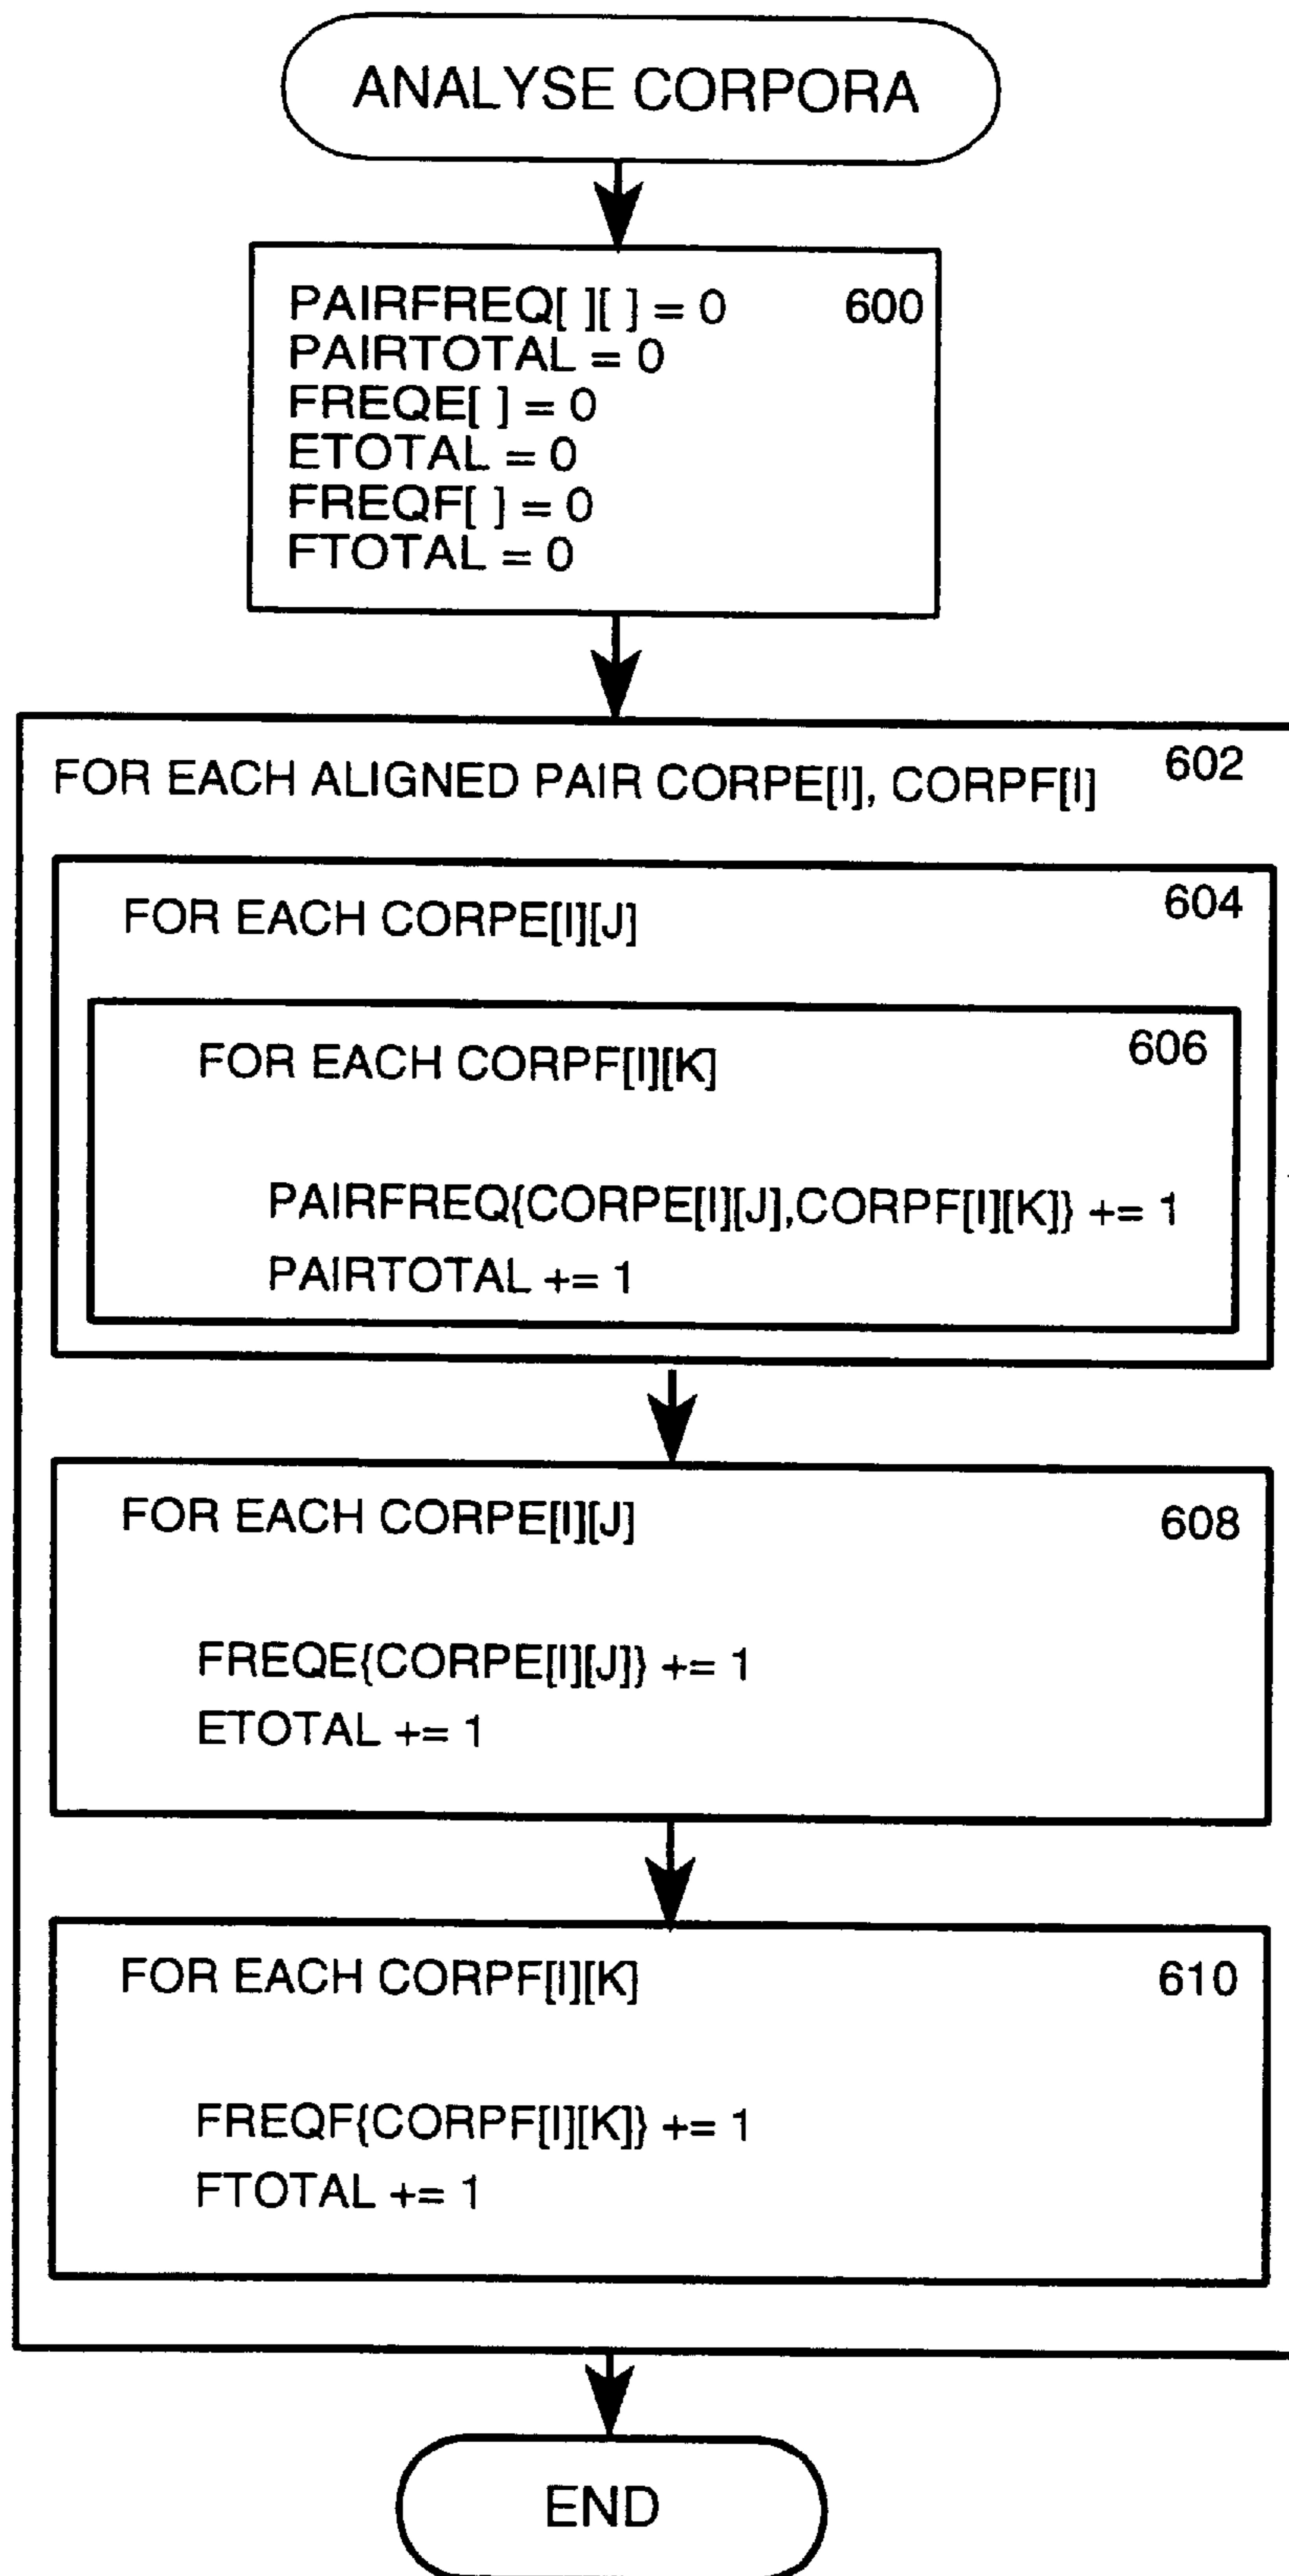 ANALYSE CORPORA
PAIRFREQ[ ][ ] = 0 600
PAIRTOTAL = 0
FREQE[ ] = 0
ETOTAL = 0
FREQF[ ] = 0
FTOTAL = 0
FOR EACH ALIGNED PAIR CORPE[I], CORPF[I] 602
FOR EACH CORPE[I][J] 604
FOR EACH CORPF[I][K] 606
PAIRFREQ{CORPE[I][J],CORPF[I][K]} += 1
PAIRTOTAL += 1
FOR EACH CORPE[I][J] 608
FREQE{CORPE[I][J]} += 1
ETOTAL += 1
FOR EACH CORPF[I][K] 610
FREQF{CORPF[I][K]} += 1
FTOTAL += 1
END